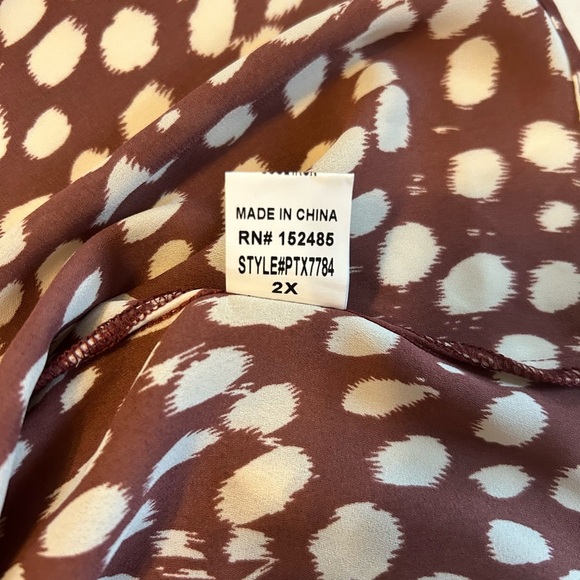 MADE IN CHINA
RN# 152485
STYLE#PTX7784
2X